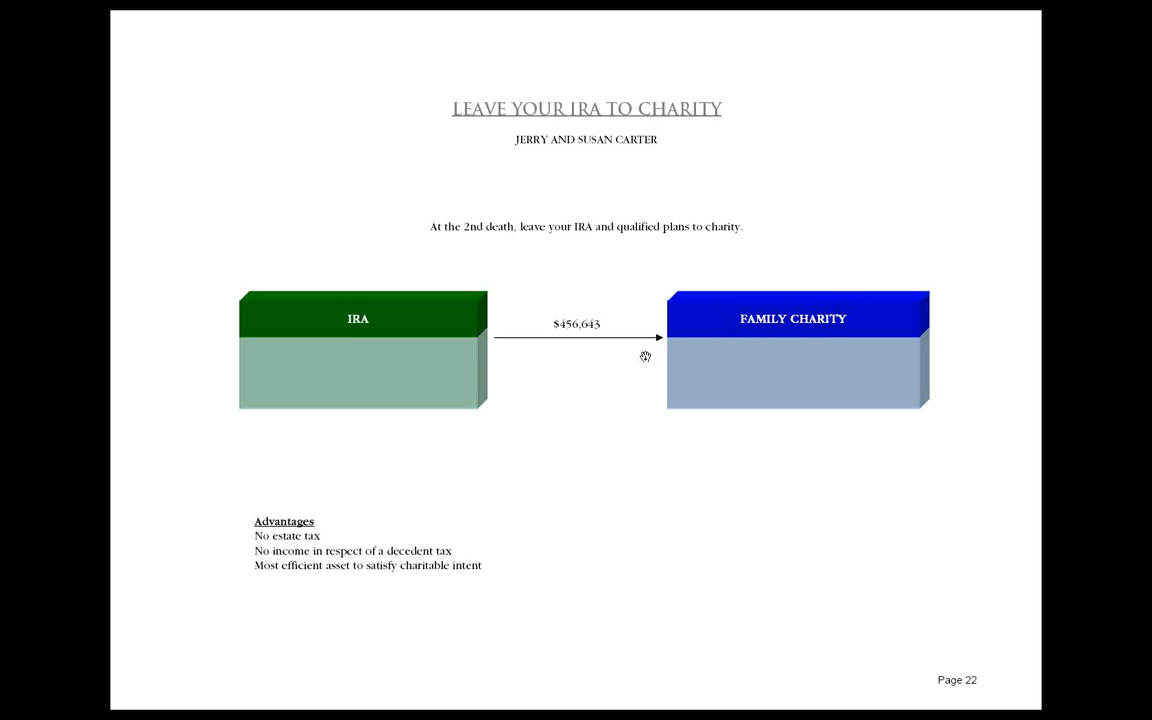 LEAVE YOUR IRA TO CHARITY
JERRY AND SUSAN CARTER
At the 2nd death, leave your IRA and qualified plans to charity.
IRA
$456,643
FAMILY CHARITY
Advantages
No estate tax
No income in respect of a decedent tax
Most efficient asset to satisfy charitable intent
Page 22